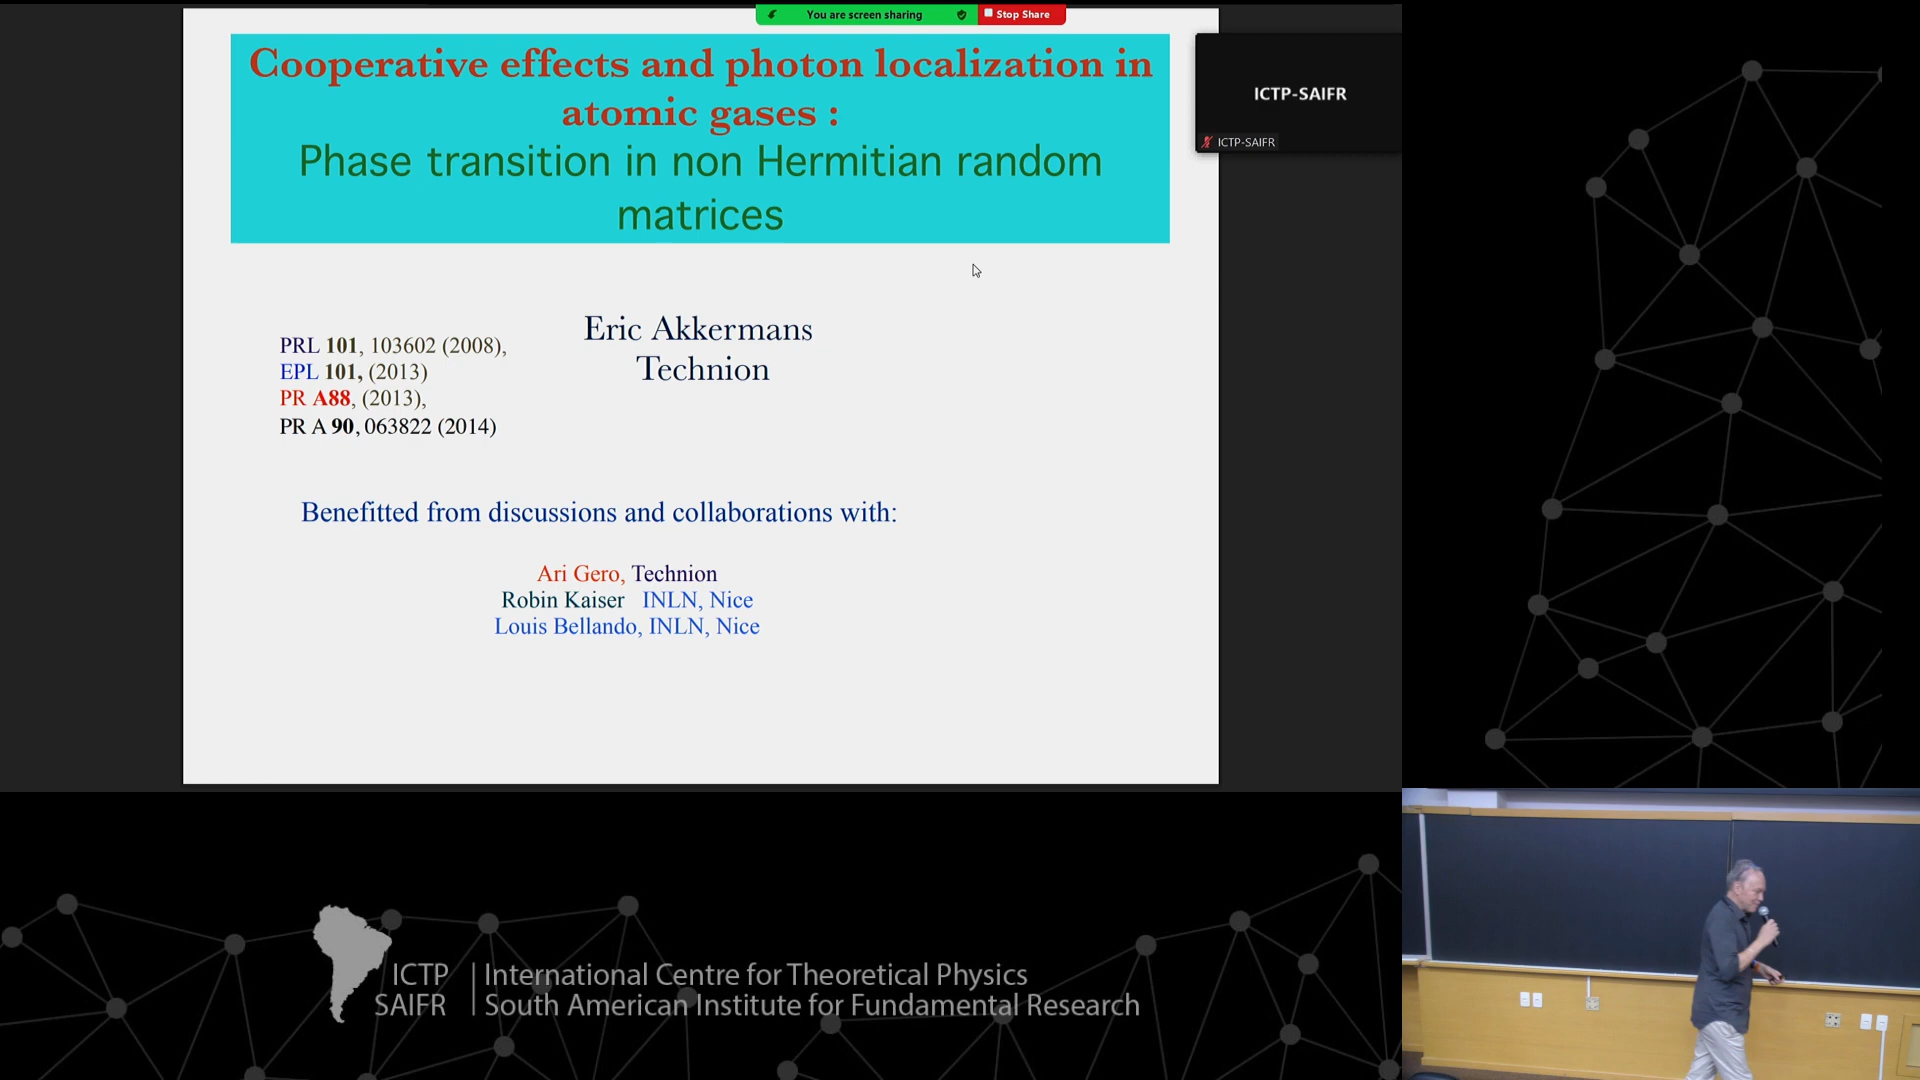 You are screen sharing
Stop Share
Cooperative effects and photon localization in
atomic gases :
Phase transition in non Hermitian random
matrices
ICTP-SAIFR
ICTP-SAIFR
Eric Akkermans
Technion
PRL 101, 103602 (2008),
EPL 101, (2013)
PR A88, (2013),
PR A 90, 063822 (2014)
Benefitted from discussions and collaborations with:
Ari Gero, Technion
Robin Kaiser INLN, Nice
Louis Bellando, INLN, Nice
ICTP
SAIFR
International Centre for Theoretical Physics
South American Institute for Fundamental Research